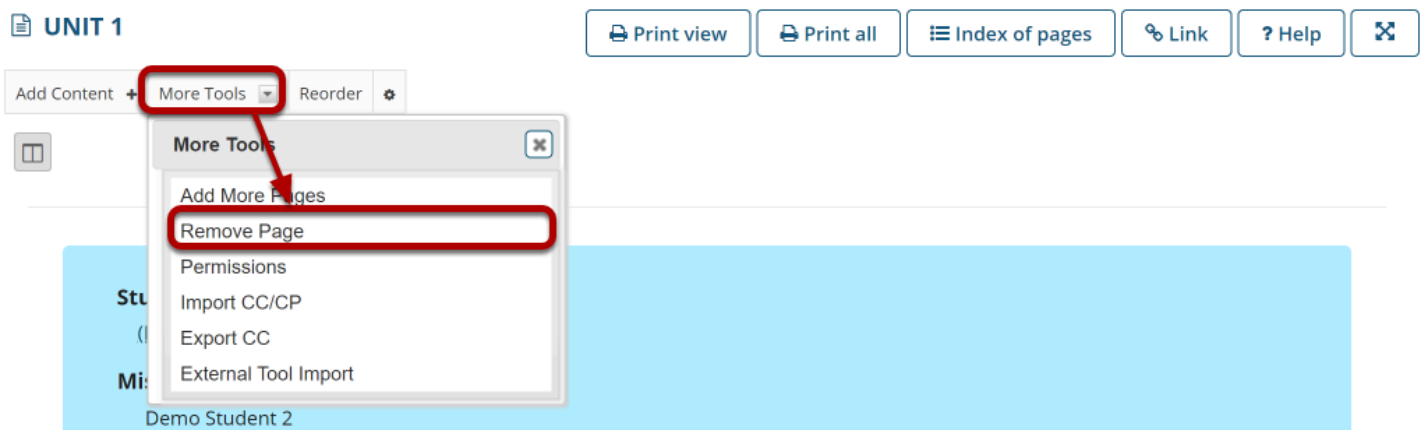 UNIT 1
Print view
Print all
Index of pages
Link
? Help
Add Content
More Tools
Reorder
More Tools
Add More Pages
Remove Page
Permissions
Import CC/CP
Export CC
External Tool Import
Demo Student 2